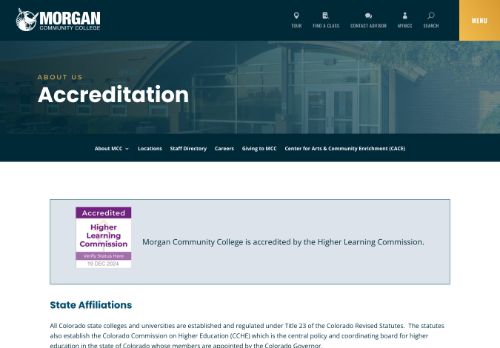 MORGAN
COMMUNITY COLLEGE
TOUR FIND A CLASS CONTACT ADVISOR MYMCC SEARCH
MENU
ABOUT US
Accreditation
About MCC Locations Staff Directory Careers Giving to MCC Center for Arts & Community Enrichment (CACE)
Accredited
Higher
Learning
Commission
Verify Status Here
19 DEC 2024
Morgan Community College is accredited by the Higher Learning Commission.
State Affiliations
All Colorado state colleges and universities are established and regulated under Title 23 of the Colorado Revised Statutes. The statutes
also establish the Colorado Commission on Higher Education (CCHE) which is the central policy and coordinating board for
higher education in the state of Colorado whose members are appointed by the Colorado Governor.